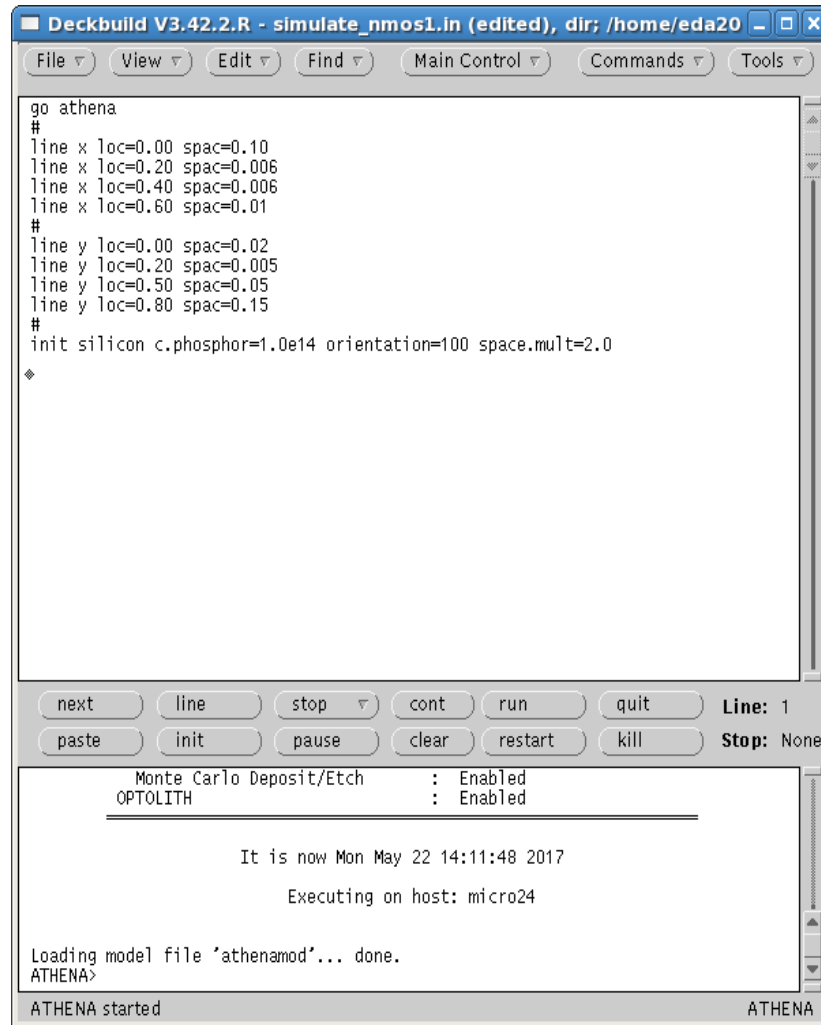 Deckbuild V3.42.2.R - simulate_nmos1.in (edited), dir; /home/eda20
File View Edit Find Main Control Commands Tools
go athena
#
line x loc=0.00 spac=0.10
line x loc=0.20 spac=0.006
line x loc=0.40 spac=0.006
line x loc=0.60 spac=0.01
#
line y loc=0.00 spac=0.02
line y loc=0.20 spac=0.005
line y loc=0.50 spac=0.05
line y loc=0.80 spac=0.15
#
init silicon c.phosphor=1.0e14 orientation=100 space.mult=2.0
next line stop cont run quit Line: 1
paste init pause clear restart kill Stop: None
Monte Carlo Deposit/Etch : Enabled
OPTOLITH : Enabled
It is now Mon May 22 14:11:48 2017
Executing on host: micro24
Loading model file 'athenamod'... done.
ATHENA>
ATHENA started ATHENA